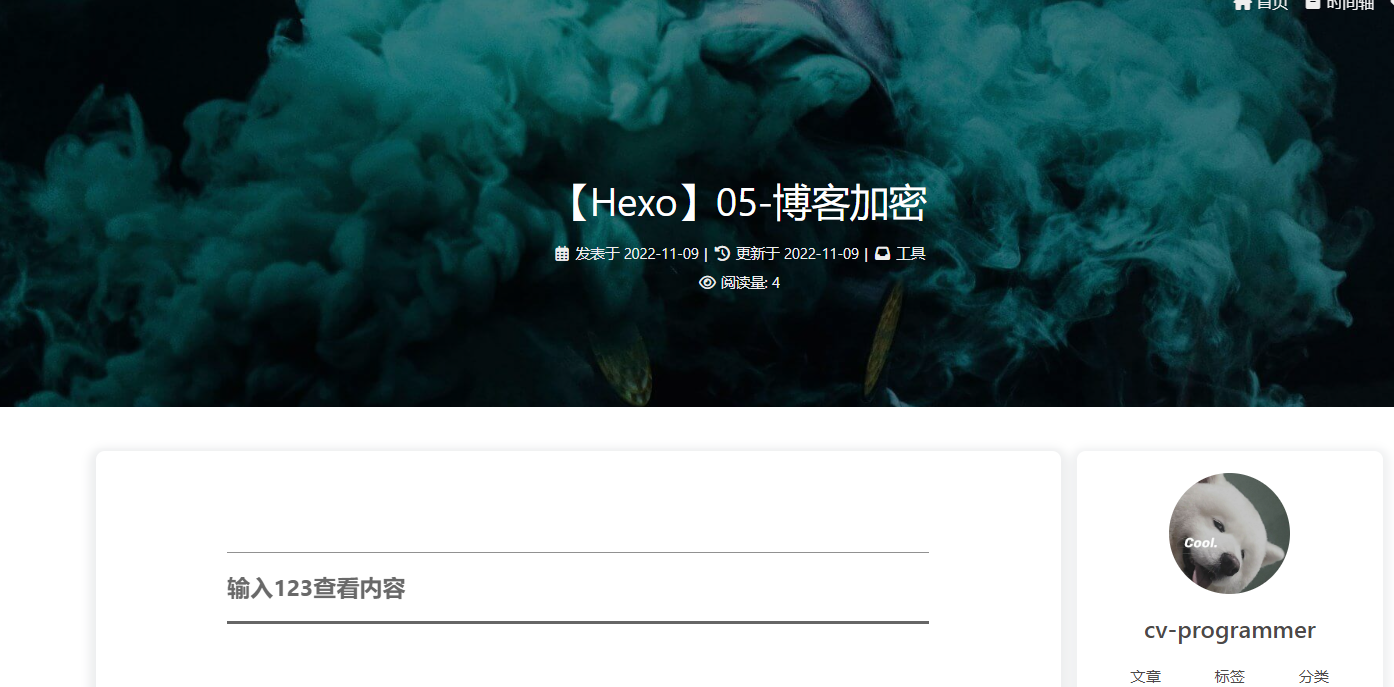 首页 时间轴
【Hexo】05-博客加密
发表于 2022-11-09 | 更新于 2022-11-09 | 工具
阅读量: 4
输入123查看内容
Cool.
cv-programmer
文章 标签 分类